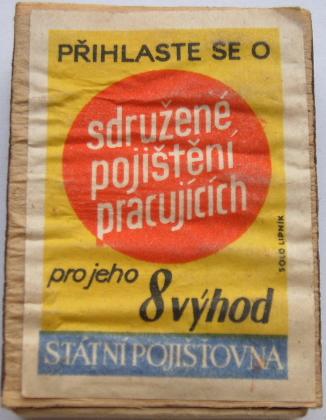 PŘIHLASTE SE O
sdružené
pojištění
pracujících
pro jeho
8 výhod
SOLO LIPNÍK
STÁTNÍ POJIŠŤOVNA